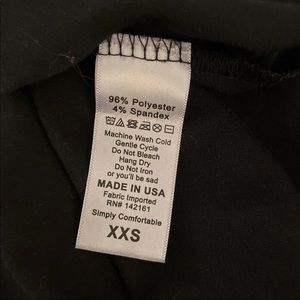 96% Polyester
4% Spandex
Machine Wash Cold
Gentle Cycle
Do Not Bleach
Hang Dry
Do Not Iron
or you'll be sad
MADE IN USA
Fabric Imported
RN# 142161
Simply Comfortable
XXS